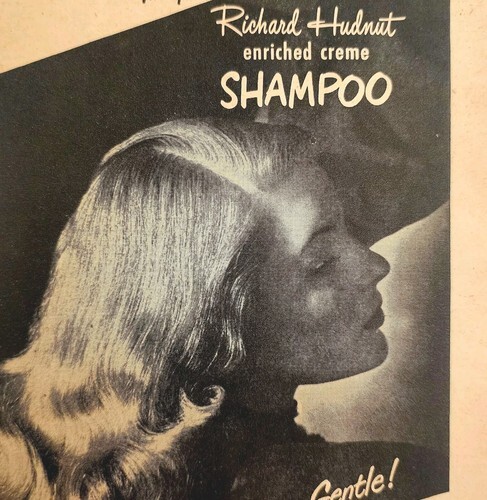 Richard Hudnut
enriched creme
SHAMPOO
Gentle!